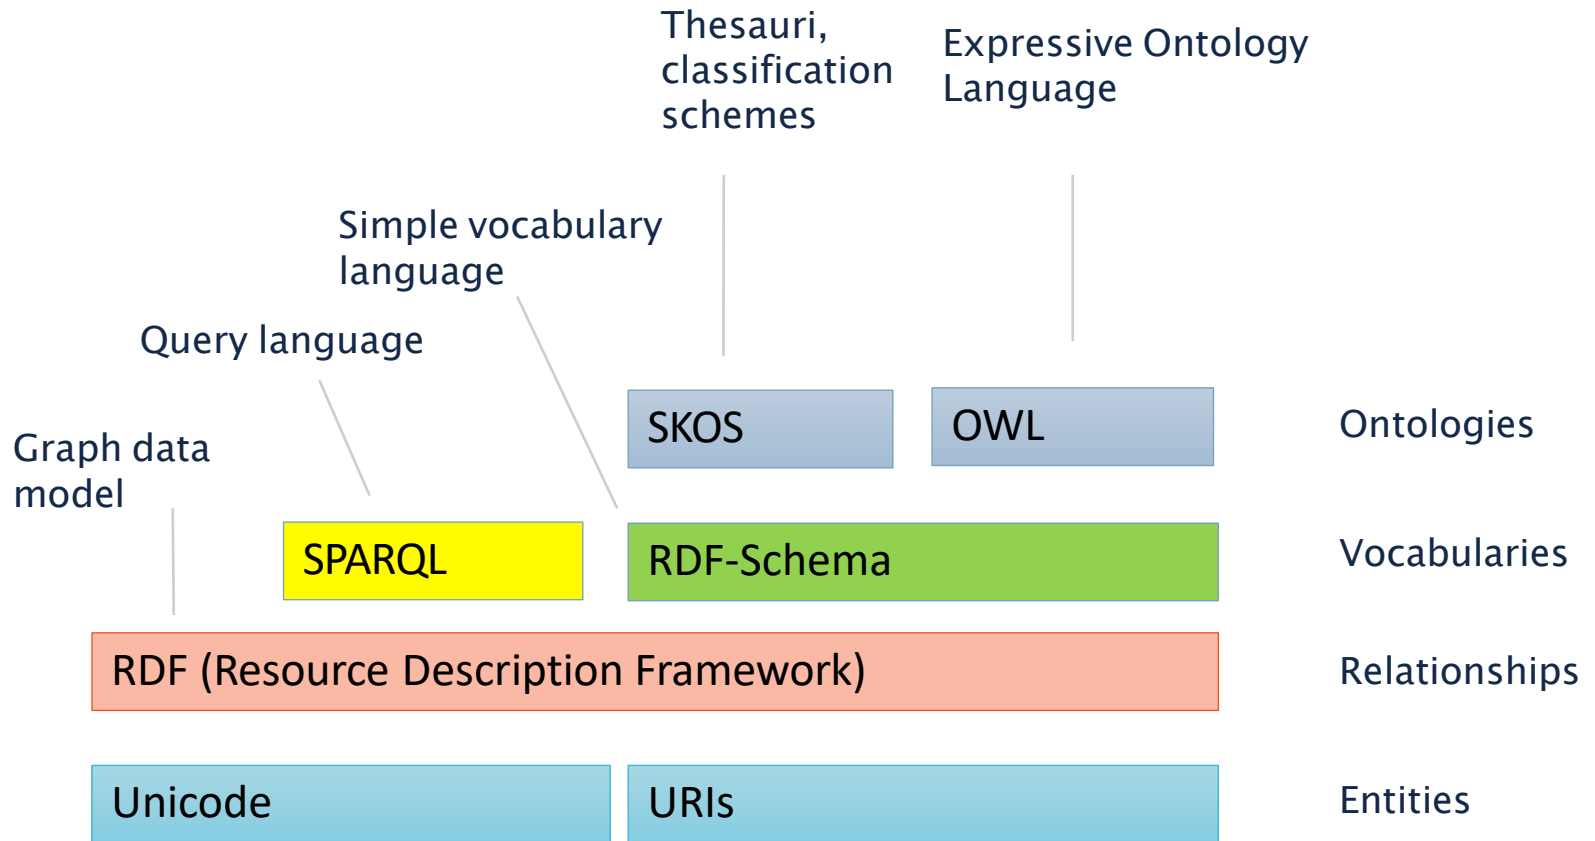 Thesauri,
classification
schemes
Expressive Ontology
Language
Simple vocabulary
language
Query language
Graph data
model
SKOS
OWL
Ontologies
SPARQL
RDF-Schema
Vocabularies
RDF (Resource Description Framework)
Relationships
Unicode
URIs
Entities